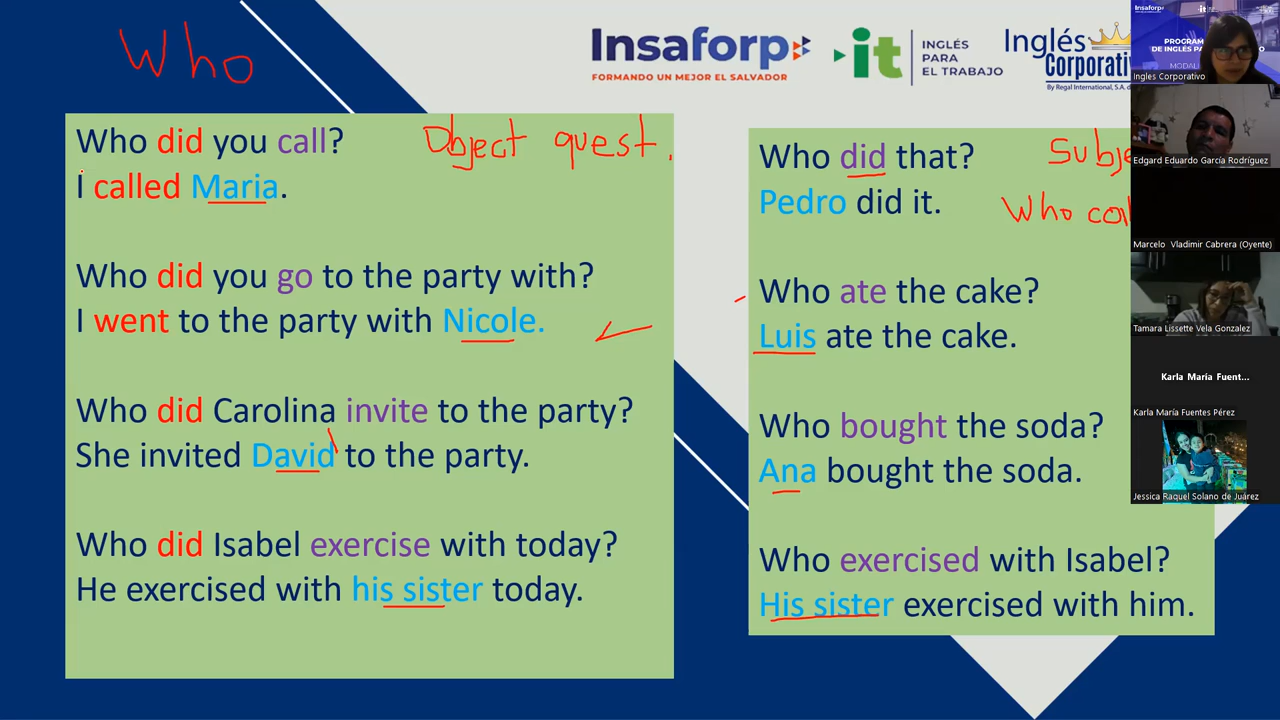 Who
Insaforp
FORMANDO UN MEJOR EL SALVADOR
it
INGLÉS
PARA
EL TRABAJO
Inglés
By Regal International, S.A. d
Who did you call?
I called Maria.
Object quest.
Who did you go to the party with?
I went to the party with Nicole.
Who did Carolina invite to the party?
She invited David to the party.
Who did Isabel exercise with today?
He exercised with his sister today.
Who did that?
Pedro did it.
Who
Who ate the cake?
Luis ate the cake.
Who bought the soda?
Ana bought the soda.
Who exercised with Isabel?
His sister exercised with him.
Insaforp
it
Ingles Corporativo
Edgard Eduardo García Rodríguez
Marcelo Vladimir Cabrera (Oyente)
Tamara Lissette Vela Gonzalez
Karla María Fuent...
Karla María Fuentes Pérez
Jessica Raquel Solano de Juárez